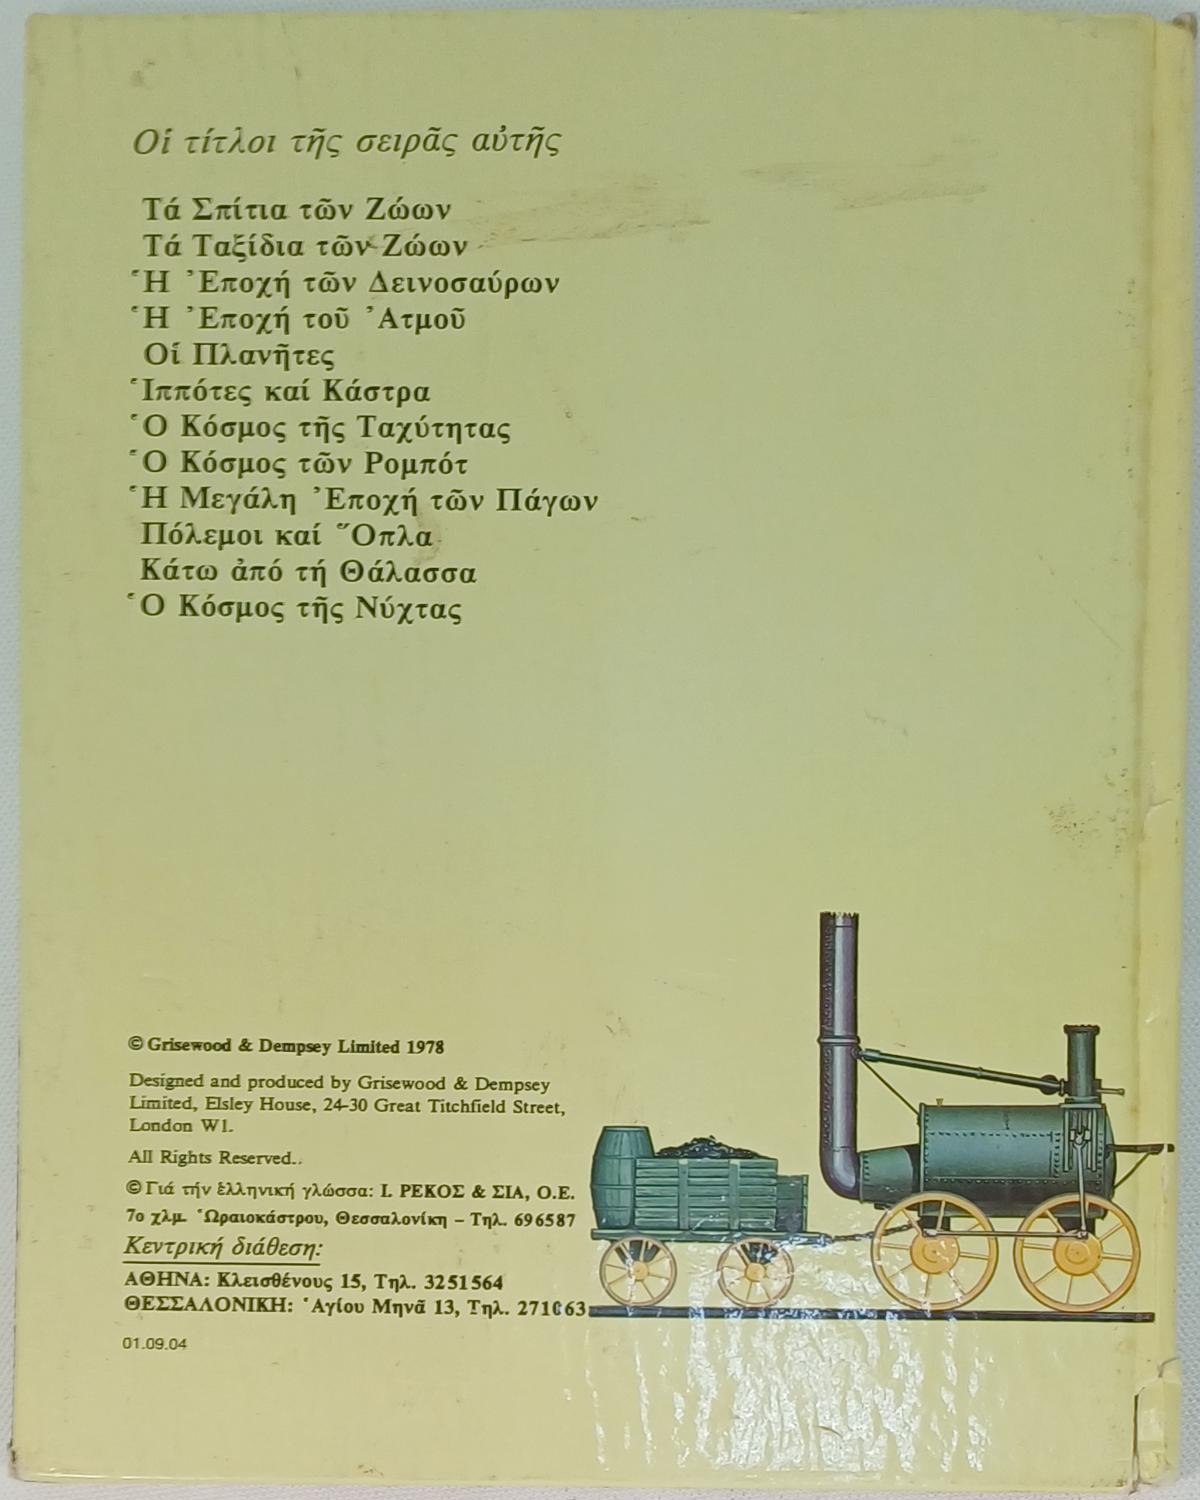 Οἱ τίτλοι τῆς σειρᾶς αὐτῆς
Τά Σπίτια τῶν Ζώων
Τά Ταξίδια τῶν Ζώων
Ἡ Ἐποχή τῶν Δεινοσαύρων
Ἡ Ἐποχή τοῦ Ἀτμοῦ
Οἱ Πλανῆτες
Ἱππότες καί Κάστρα
Ὁ Κόσμος τῆς Ταχύτητας
Ὁ Κόσμος τῶν Ρομπότ
Ἡ Μεγάλη Ἐποχή τῶν Πάγων
Πόλεμοι καί Ὅπλα
Κάτω ἀπό τή Θάλασσα
Ὁ Κόσμος τῆς Νύχτας
© Grisewood & Dempsey Limited 1978
Designed and produced by Grisewood & Dempsey
Limited, Elsley House, 24-30 Great Titchfield Street,
London W1.
All Rights Reserved..
© Γιά τήν ἑλληνική γλώσσα: Ι. ΡΕΚΟΣ & ΣΙΑ, Ο.Ε.
7ο χλμ. Ὡραιοκάστρου, Θεσσαλονίκη – Τηλ. 696587
Κεντρική διάθεση:
ΑΘΗΝΑ: Κλεισθένους 15, Τηλ. 3251564
ΘΕΣΣΑΛΟΝΙΚΗ: Ἁγίου Μηνᾶ 13, Τηλ. 271063
01.09.04